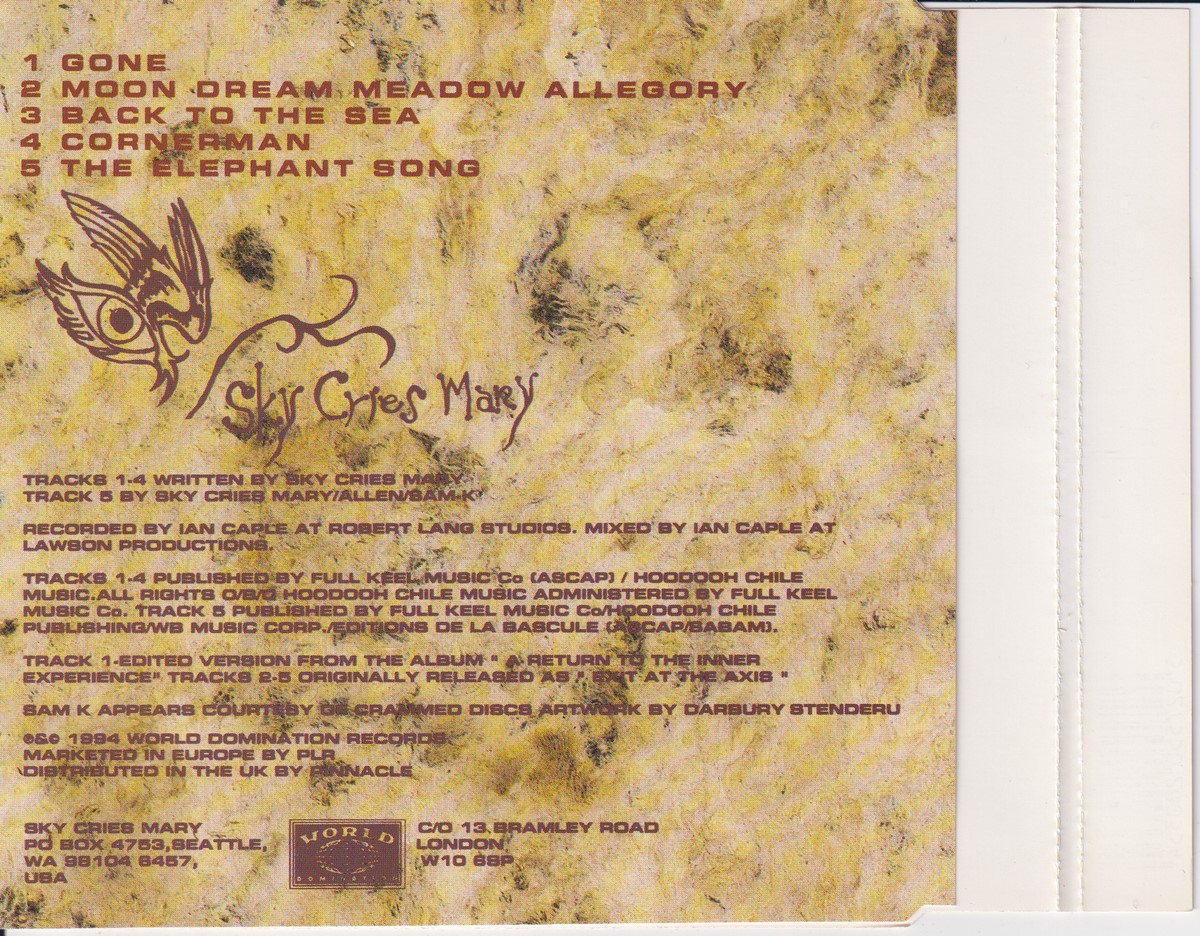 1 GONE
2 MOON DREAM MEADOW ALLEGORY
3 BACK TO THE SEA
4 CORNERMAN
5 THE ELEPHANT SONG
Sky Cries Mary
TRACKS 1-4 WRITTEN BY SKY CRIES MARY
TRACK 5 BY SKY CRIES MARY/ALLEN/SAM-K
RECORDED BY IAN CAPLE AT ROBERT LANG STUDIOS. MIXED BY IAN CAPLE AT
LAWSON PRODUCTIONS.
TRACKS 1-4 PUBLISHED BY FULL KEEL MUSIC Co (ASCAP) / HOODOOH CHILE
MUSIC.ALL RIGHTS O/B/O HOODOOH CHILE MUSIC ADMINISTERED BY FULL KEEL
MUSIC Co. TRACK 5 PUBLISHED BY FULL KEEL MUSIC Co/HOODOOH CHILE
PUBLISHING/WB MUSIC CORP./EDITIONS DE LA BASCULE (ASCAP/SABAM).
TRACK 1-EDITED VERSION FROM THE ALBUM " A RETURN TO THE INNER
EXPERIENCE" TRACKS 2-5 ORIGINALLY RELEASED AS " EXIT AT THE AXIS "
SAM K APPEARS COURTESY OF CRAMMED DISCS ARTWORK BY DARBURY STENDERU
℗&© 1994 WORLD DOMINATION RECORDS
MARKETED IN EUROPE BY PLR
DISTRIBUTED IN THE UK BY PINNACLE
SKY CRIES MARY
PO BOX 4753,SEATTLE,
WA 98104 6457,
USA
WORLD
DOMINATION
C/O 13 BRAMLEY ROAD
LONDON
W10 6SP